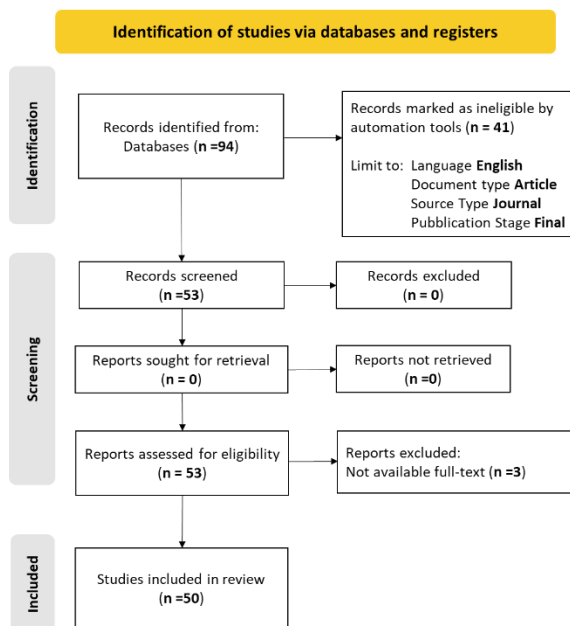 Identification of studies via databases and registers
Identification
Records identified from:
Databases (n =94)
Records marked as ineligible by
automation tools (n = 41)
Limit to: Language English
Document type Article
Source Type Journal
Pubblication Stage Final
Screening
Records screened
(n =53)
Records excluded
(n = 0)
Reports sought for retrieval
(n = 0)
Reports not retrieved
(n =0)
Reports assessed for eligibility
(n = 53)
Reports excluded:
Not available full-text (n =3)
Included
Studies included in review
(n =50)